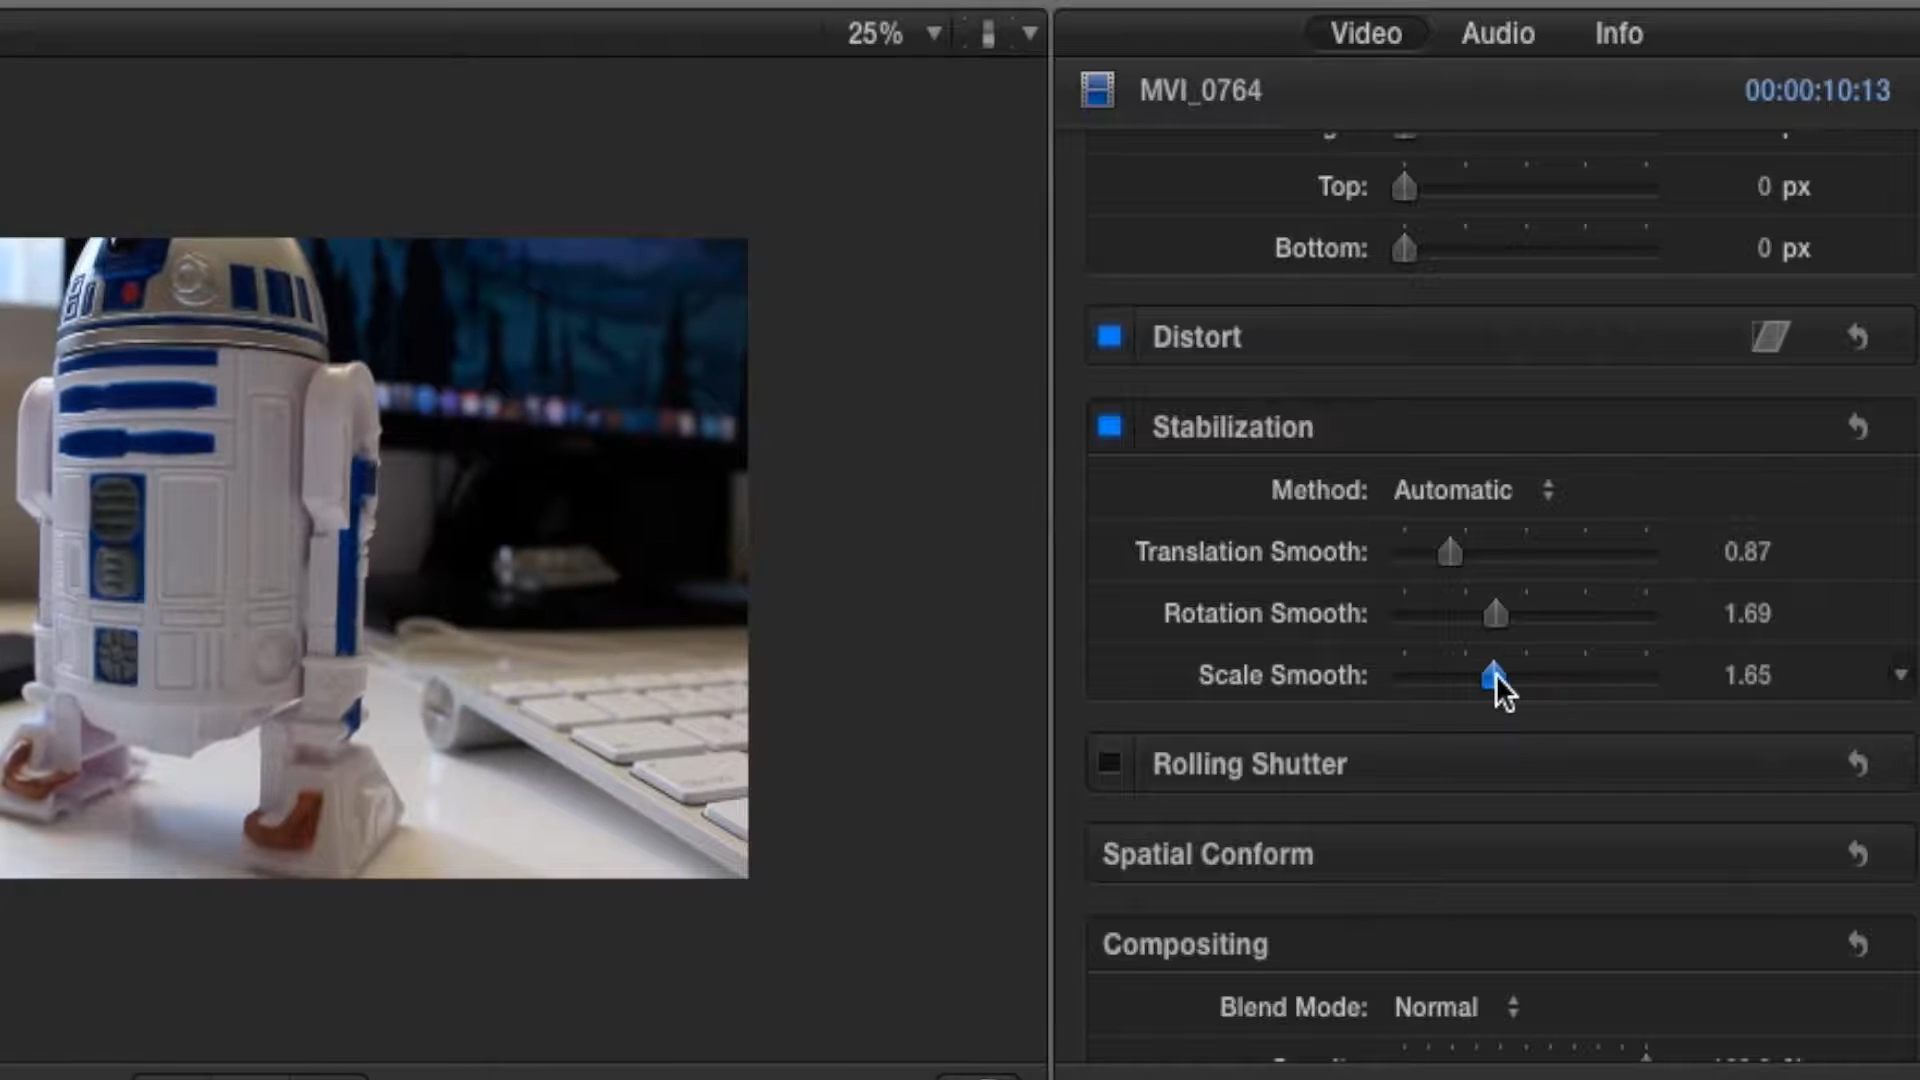 25%
Video Audio Info
MVI_0764 00:00:10:13
Top: 0 px
Bottom: 0 px
Distort
Stabilization
Method: Automatic
Translation Smooth: 0.87
Rotation Smooth: 1.69
Scale Smooth: 1.65
Rolling Shutter
Spatial Conform
Compositing
Blend Mode: Normal